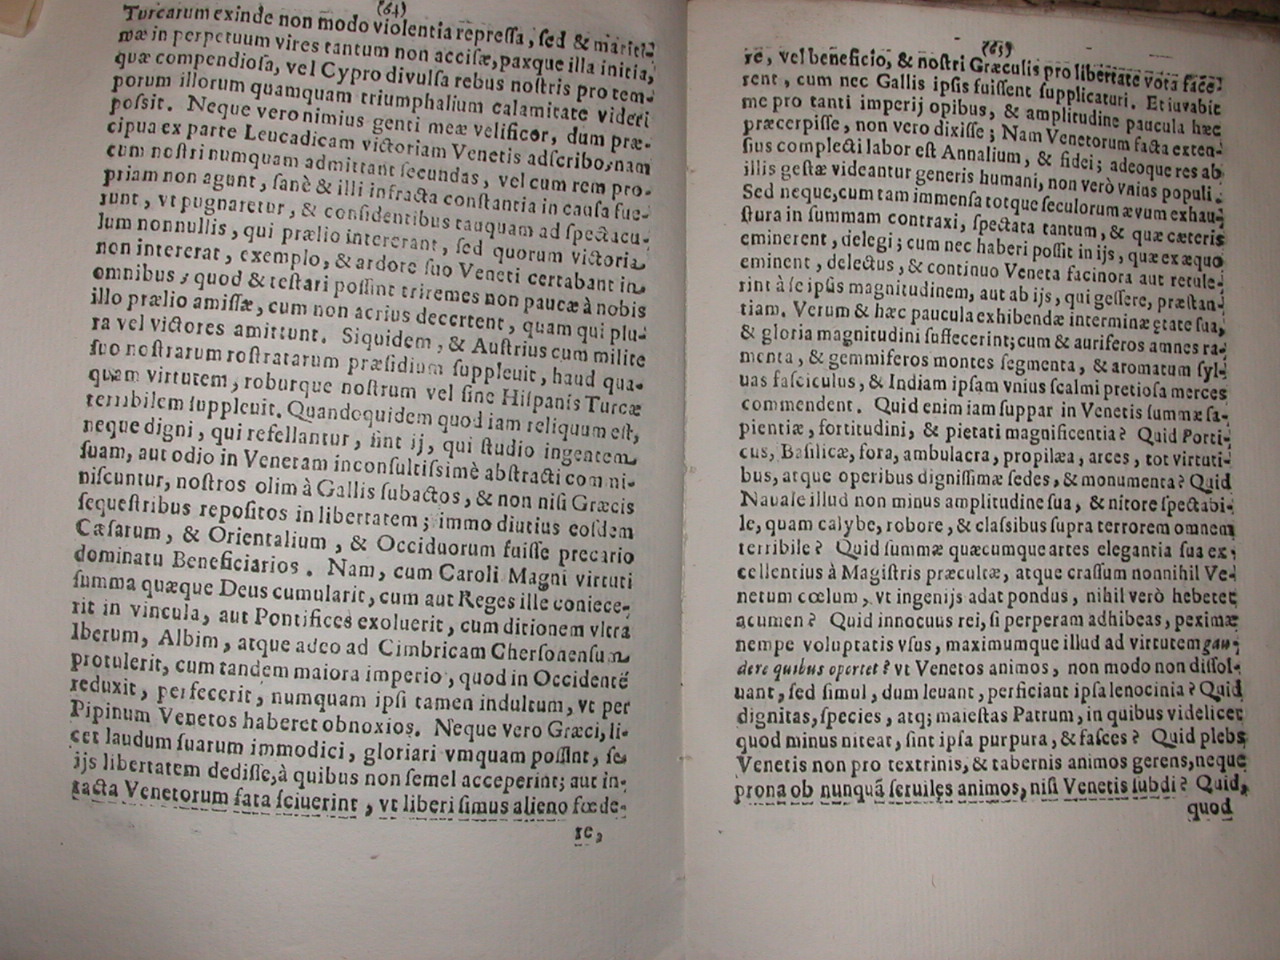 (64)
Turcarum exinde non modo violentia repreſſa, ſed & mariti-
mæ in perpetuum vires tantum non acciſæ, paxque illa initia,
quæ compendioſa, vel Cypro divulſa rebus noſtris pro tem-
porum illorum quamquam triumphalium calamitate videri
poſsit. Neque vero nimius genti meæ velificor, dum præ-
cipua ex parte Leucadicam victoriam Venetis adſcribo; nam
cum noſtri numquam admittant ſecundas, vel cum rem pro-
priam non agunt, ſanè & illi infracta conſtantia in cauſa fue-
runt, vt pugnaretur, & confidentibus tauquam ad ſpectacu-
lum nonnullis, qui prælio intererant, ſed quorum victoria
non intererat, exemplo, & ardore ſuo Veneti certabant in
omnibus; quod & teſtari poſſint triremes non paucæ à nobis
illo prælio amiſſæ, cum non acrius decertent, quam qui plu-
ra vel victores amittunt. Siquidem, & Auſtrius cum milite
ſuo noſtrarum roſtratarum præſidium ſuppleuit, haud qua-
quam virtutem, roburque noſtrum vel ſine Hiſpanis Turcæ
terribilem ſuppleuit. Quandoquidem quod iam reliquum eſt,
neque digni, qui refellantur, ſint ij, qui ſtudio ingentem
ſuam, aut odio in Venetam inconſultiſsimè abſtracti commi-
niſcuntur, noſtros olim à Gallis ſubactos, & non niſi Græcis
ſequeſtribus repoſitos in libertatem; immo diutius eoſdem
Cæſarum, & Orientalium, & Occiduorum fuiſſe precario
dominatu Beneficiarios. Nam, cum Caroli Magni virtuti
ſumma quæque Deus cumularit, cum aut Reges ille coniece-
rit in vincula, aut Pontifices exoluerit, cum ditionem vltra
Iberum, Albim, atque adeo ad Cimbricam Cherſoneſum
protulerit, cum tandem maiora imperio, quod in Occidentē
reduxit, perfecerit, numquam ipſi tamen indultum, vt per
Pipinum Venetos haberet obnoxios. Neque vero Græci, li-
cet laudum ſuarum immodici, gloriari vmquam poſſint, ſe
ijs libertatem dediſſe, à quibus non ſemel acceperint; aut in-
tacta Venetorum fata ſciuerint, vt liberi ſimus alieno fœde-
re,
(65)
re, vel beneficio, & noſtri Græculis pro libertate vota face-
rent, cum nec Gallis ipſis fuiſſent ſupplicaturi. Et iuvabit
me pro tanti imperij opibus, & amplitudine paucula hæc
præcerpiſſe, non vero dixiſſe; Nam Venetorum facta exten-
ſius complecti labor eſt Annalium, & fidei; adeoque res ab
illis geſtæ videantur generis humani, non verò vnius populi.
Sed neque, cum tam immenſa totque ſeculorum ævum exhau-
ſtura in ſummam contraxi, ſpectata tantum, & quæ cæteris
eminerent, delegi; cum nec haberi poſſit in ijs, quæ ex æquo
eminent, delectus, & continuo Veneta facinora aut retule-
rint à ſe ipſis magnitudinem, aut ab ijs, qui geſſere, præſtan-
tiam. Verum & hæc paucula exhibendæ interminæ ętate ſua,
& gloria magnitudini ſuffecerint; cum & auriferos amnes ra-
menta, & gemmiferos montes ſegmenta, & aromatum ſyl-
uas faſciculus, & Indiam ipſam vnius ſcalmi pretioſa merces
commendent. Quid enim iam ſuppar in Venetis ſummæ ſa-
pientiæ, fortitudini, & pietati magnificentia? Quid Porti-
cus, Baſilicæ, fora, ambulacra, propilæa, arces, tot virtuti-
bus, atque operibus digniſſimæ ſedes, & monumenta? Quid
Nauale illud non minus amplitudine ſua, & nitore ſpectabi-
le, quam calybe, robore, & claſsibus ſupra terrorem omnem
terribile? Quid ſummæ quæcumque artes elegantia ſua ex-
cellentius à Magiſtris præcultæ, atque craſſum nonnihil Ve-
netum cœlum, vt ingenijs adat pondus, nihil verò hebetet
acumen? Quid innocuus rei, ſi perperam adhibeas, peximæ
nempe voluptatis vſus, maximumque illud ad virtutem gau-
dere quibus oportet? vt Venetos animos, non modo non diſſol-
uant, ſed ſimul, dum leuant, perficiant ipſa lenocinia? Quid
dignitas, ſpecies, atq; maieſtas Patrum, in quibus videlicet
quod minus niteat, ſint ipſa purpura, & faſces? Quid plebs
Venetis non pro textrinis, & tabernis animos gerens, neque
prona ob nunquā ſeruiles animos, niſi Venetis ſubdi? Quid,
quod